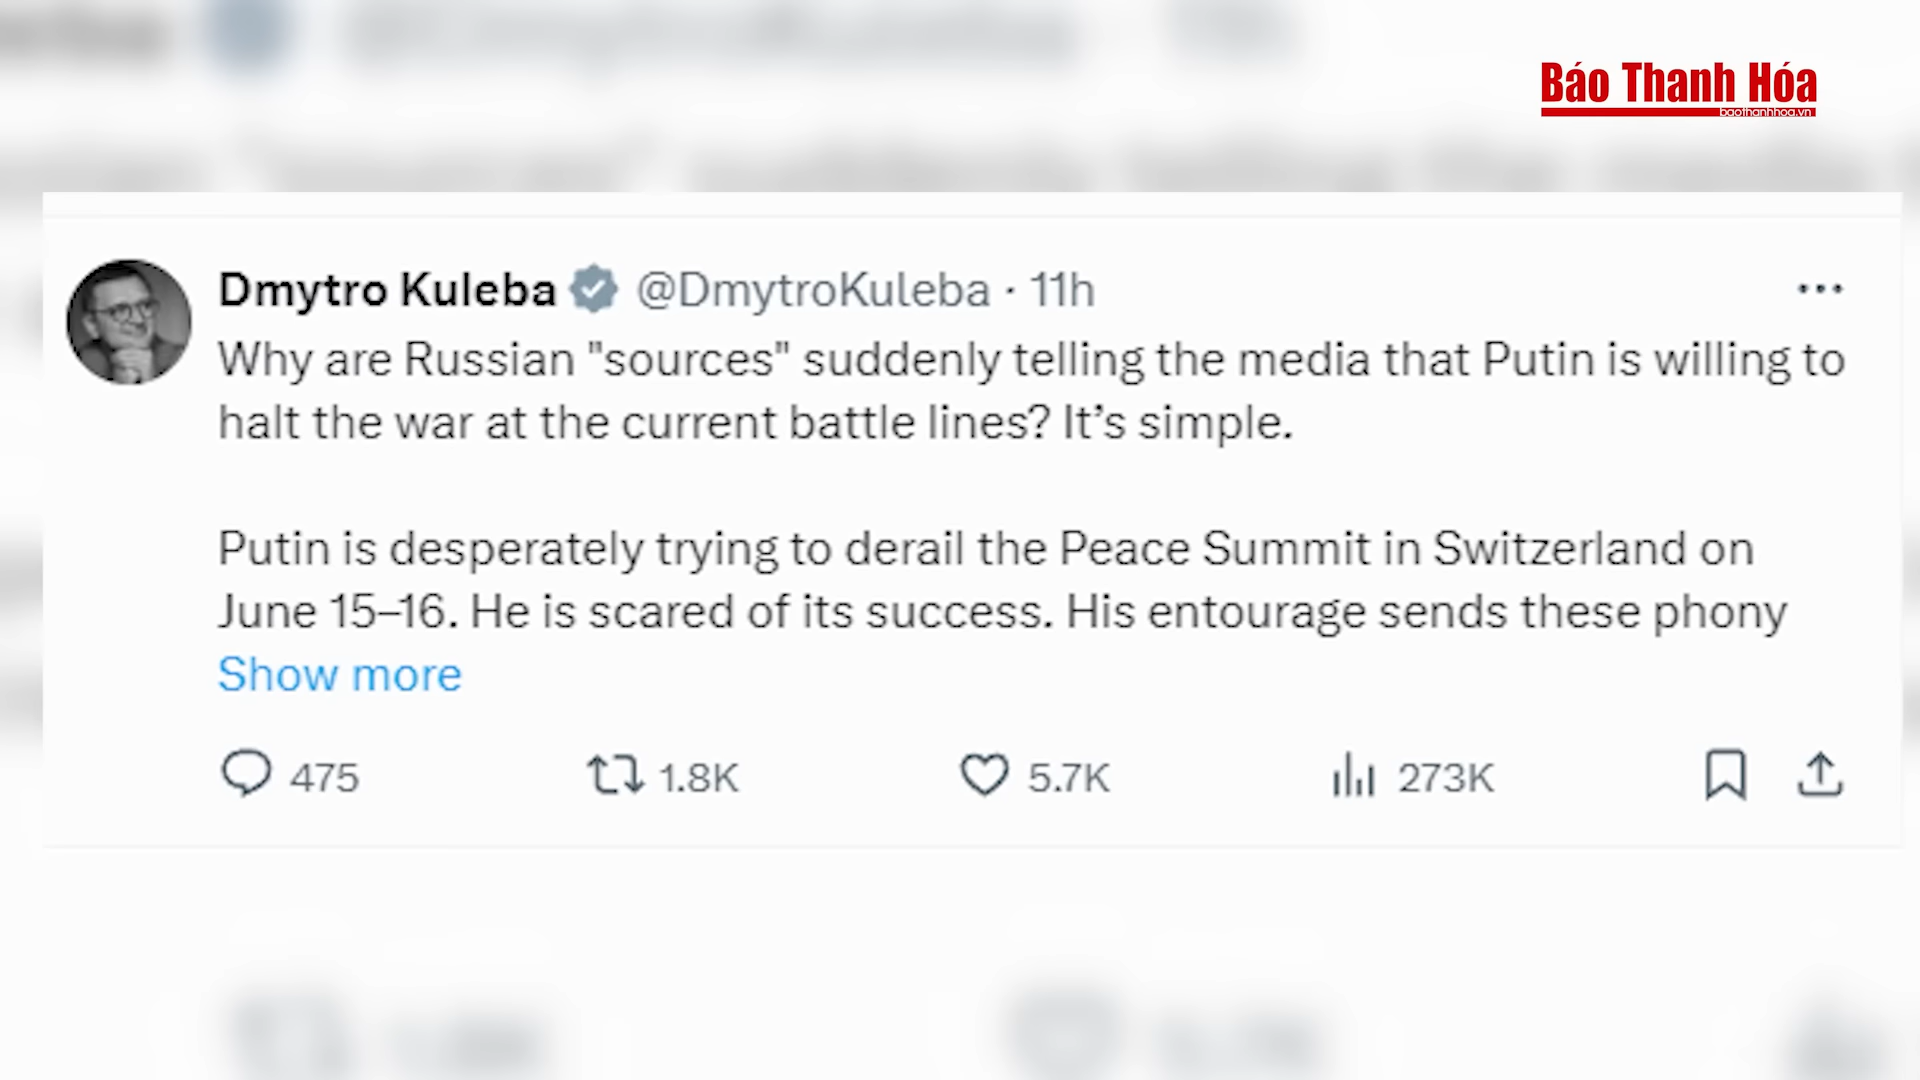 Báo Thanh Hóa
baothanhhoa.vn
Dmytro Kuleba @DmytroKuleba · 11h
Why are Russian "sources" suddenly telling the media that Putin is willing to
halt the war at the current battle lines? It’s simple.
Putin is desperately trying to derail the Peace Summit in Switzerland on
June 15–16. He is scared of its success. His entourage sends these phony
Show more
475 1.8K 5.7K 273K